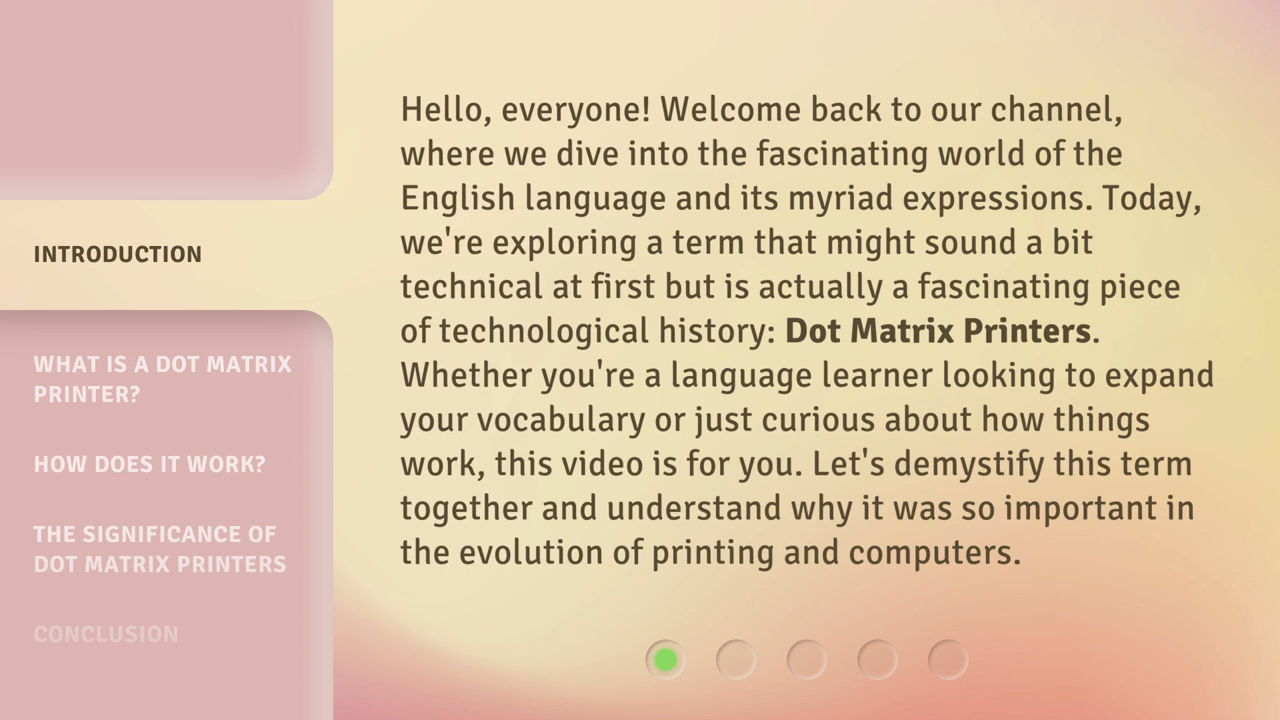 INTRODUCTION
WHAT IS A DOT MATRIX
PRINTER?
HOW DOES IT WORK?
THE SIGNIFICANCE OF
DOT MATRIX PRINTERS
CONCLUSION
Hello, everyone! Welcome back to our channel,
where we dive into the fascinating world of the
English language and its myriad expressions. Today,
we're exploring a term that might sound a bit
technical at first but is actually a fascinating piece
of technological history: Dot Matrix Printers.
Whether you're a language learner looking to expand
your vocabulary or just curious about how things
work, this video is for you. Let's demystify this term
together and understand why it was so important in
the evolution of printing and computers.